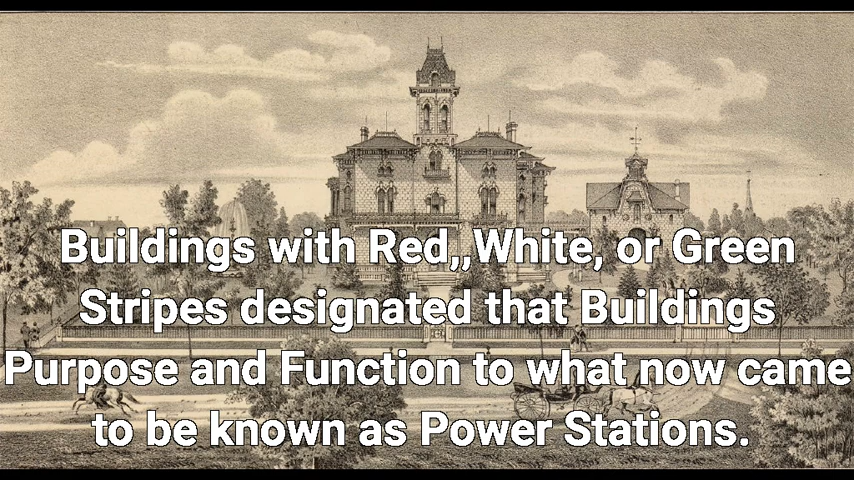 Buildings with Red,,White, or Green
Stripes designated that Buildings
Purpose and Function to what now came
to be known as Power Stations.